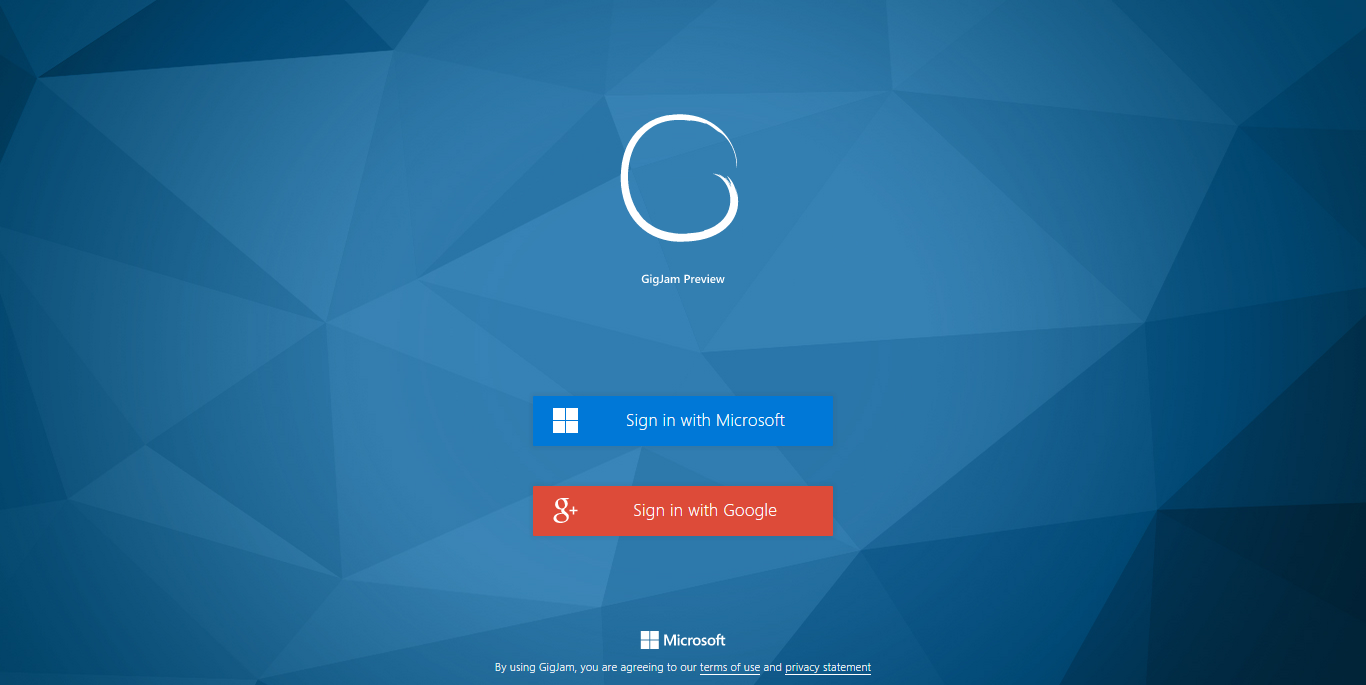 GigJam Preview
Sign in with Microsoft
g+
Sign in with Google
Microsoft
By using GigJam, you are agreeing to our terms of use and privacy statement